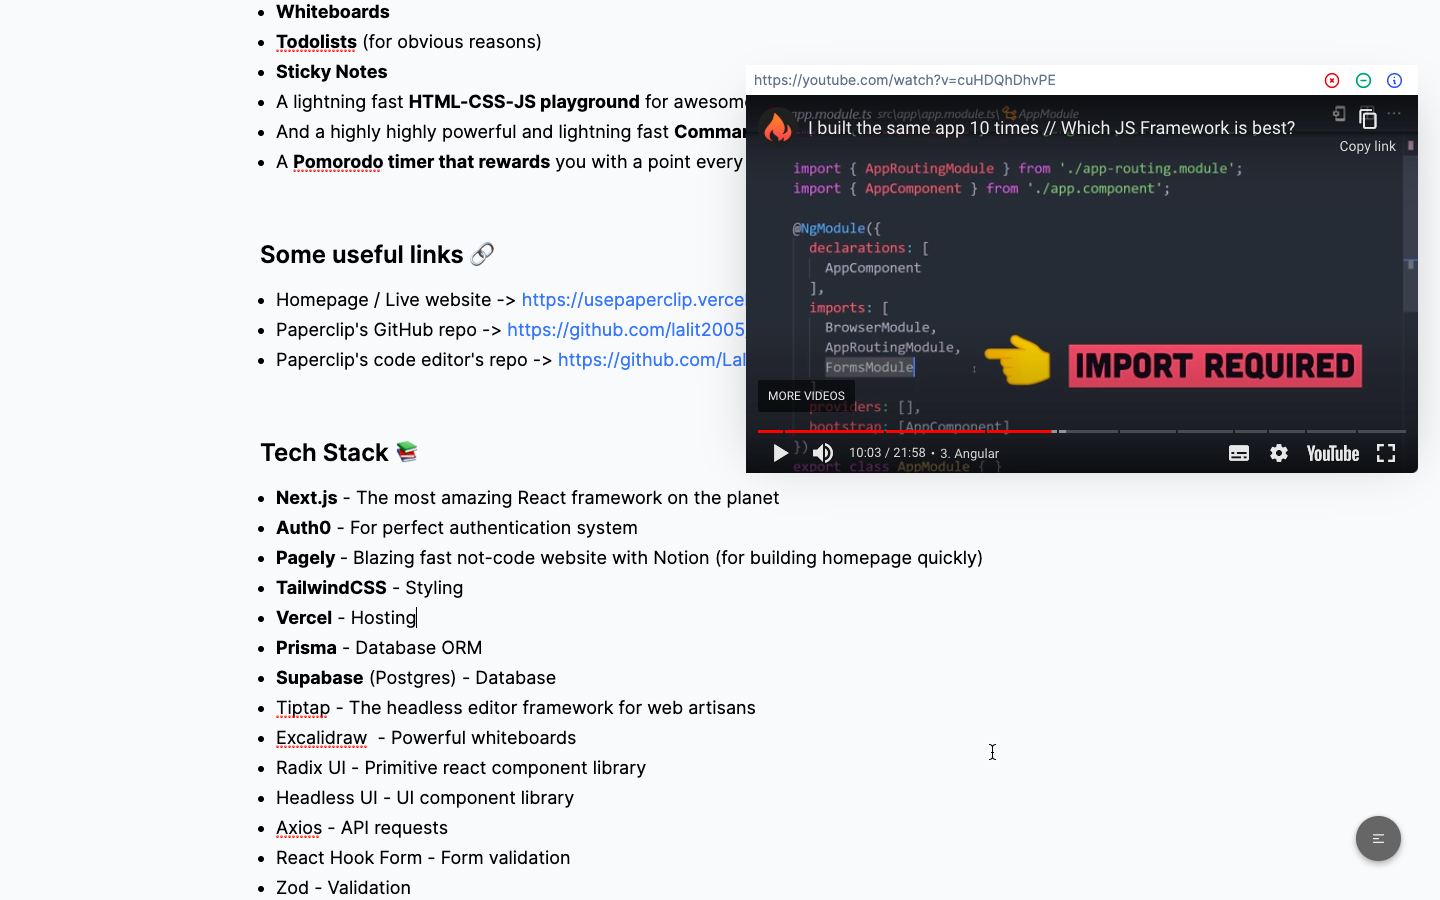 Whiteboards
Todolists (for obvious reasons)
Sticky Notes
A lightning fast HTML-CSS-JS playground for awesome
And a highly highly powerful and lightning fast Comma
A Pomorodo timer that rewards you with a point every
Some useful links 🔗
Homepage / Live website -> https://usepaperclip.verce
Paperclip's GitHub repo -> https://github.com/lalit2005
Paperclip's code editor's repo -> https://github.com/Lal
Tech Stack 📚
Next.js - The most amazing React framework on the planet
Auth0 - For perfect authentication system
Pagely - Blazing fast not-code website with Notion (for building homepage quickly)
TailwindCSS - Styling
Vercel - Hosting
Prisma - Database ORM
Supabase (Postgres) - Database
Tiptap - The headless editor framework for web artisans
Excalidraw - Powerful whiteboards
Radix UI - Primitive react component library
Headless UI - UI component library
Axios - API requests
React Hook Form - Form validation
Zod - Validation
https://youtube.com/watch?v=cuHDQhDhvPE
app.module.ts src\app\app.module.ts\ AppModule
I built the same app 10 times // Which JS Framework is best?
Copy link
import { AppRoutingModule } from './app-routing.module';
import { AppComponent } from './app.component';
@NgModule({
declarations: [
AppComponent
],
imports: [
BrowserModule,
AppRoutingModule,
FormsModule
IMPORT REQUIRED
]
MORE VIDEOS
providers: [],
bootstrap: [AppComponent]
})
10:03 / 21:58 • 3. Angular
YouTube
export class AppModule { }